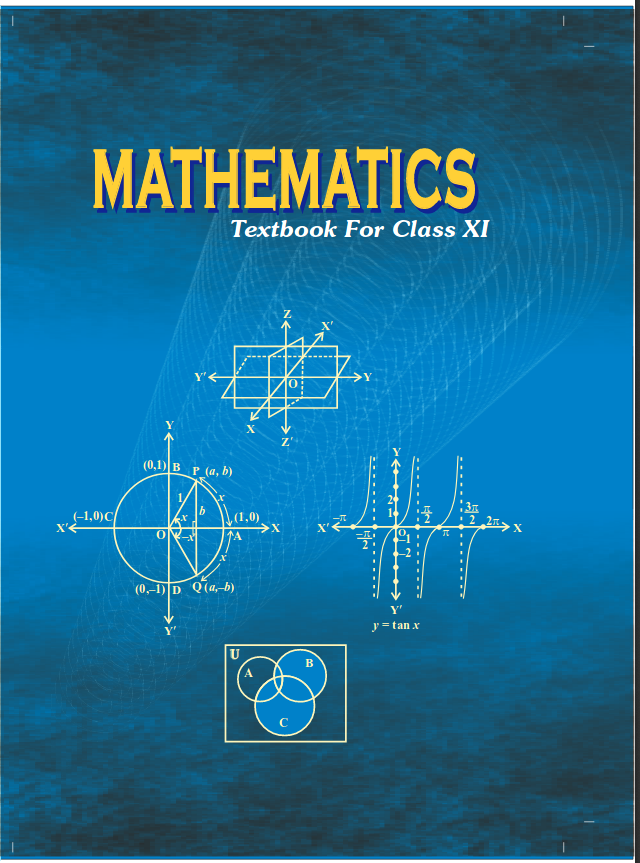 MATHEMATICS
Textbook For Class XI
Z
X′
Y′
O
Y
X
Z′
Y
(0,1) B P (a, b)
1 x
b
(–1,0) C (1,0)
X′ O x –x A X
x
(0,–1) D Q (a,–b)
Y′
Y
2
1
–π π/2 3π/2 2π
X′ O π X
–π/2 –1
–2
Y′
y = tan x
U
A B
C